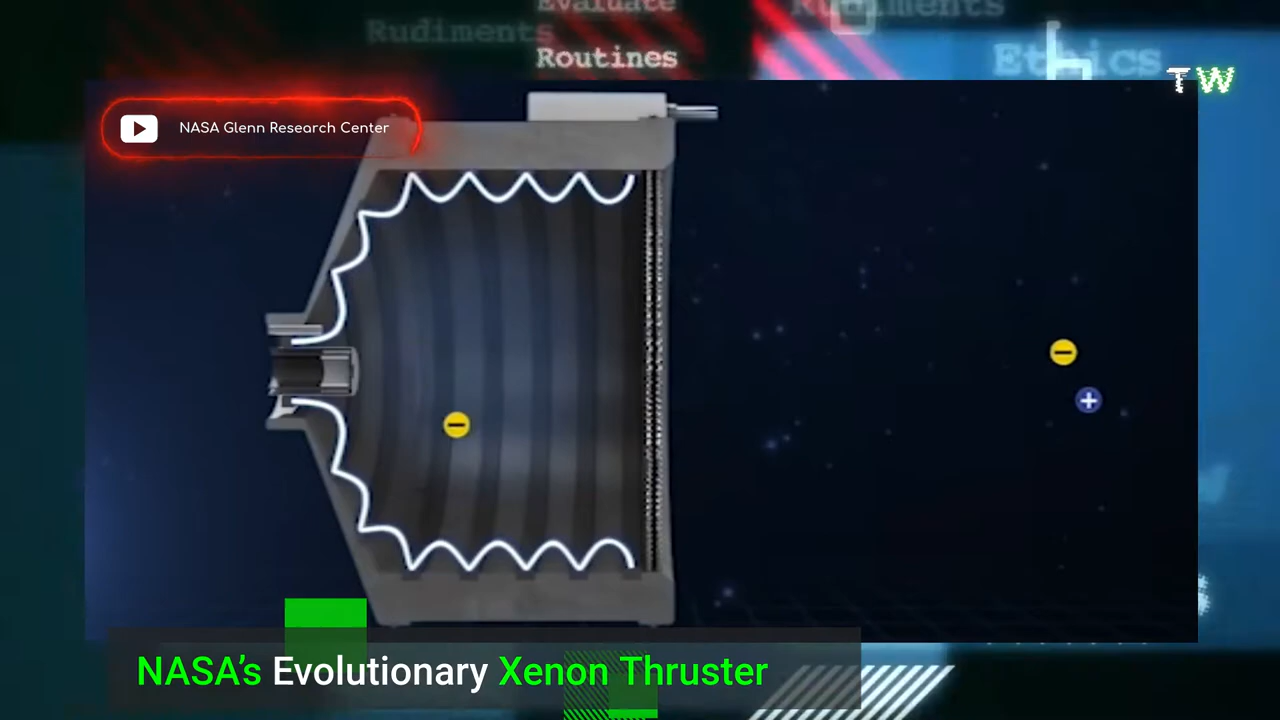 Evaluate
Rudiments
Rudiments
Routines
Ethics
TW
NASA Glenn Research Center
NASA's Evolutionary Xenon Thruster